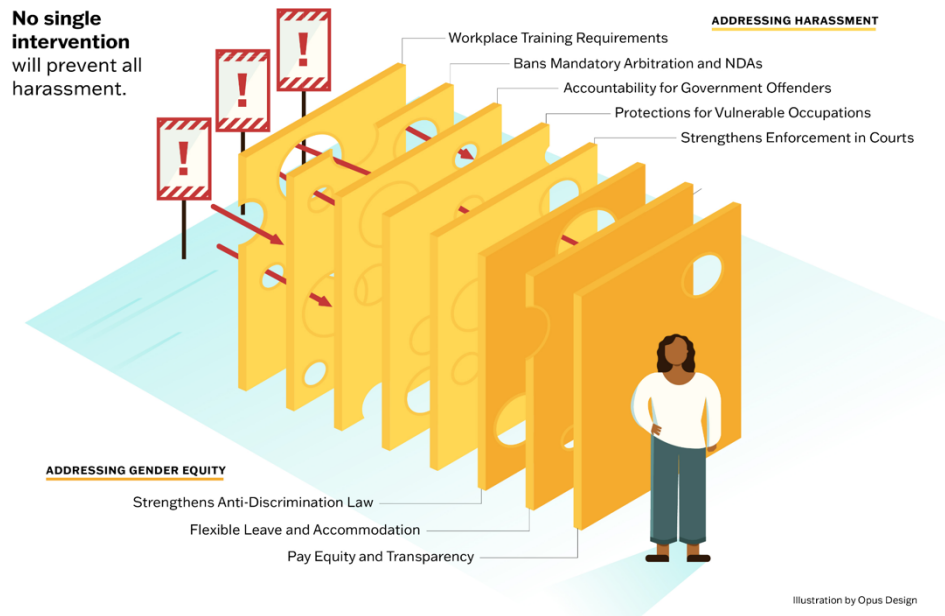 No single
intervention
will prevent all
harassment.
!
!
!
ADDRESSING HARASSMENT
Workplace Training Requirements
Bans Mandatory Arbitration and NDAs
Accountability for Government Offenders
Protections for Vulnerable Occupations
Strengthens Enforcement in Courts
ADDRESSING GENDER EQUITY
Strengthens Anti-Discrimination Law
Flexible Leave and Accommodation
Pay Equity and Transparency
Illustration by Opus Design